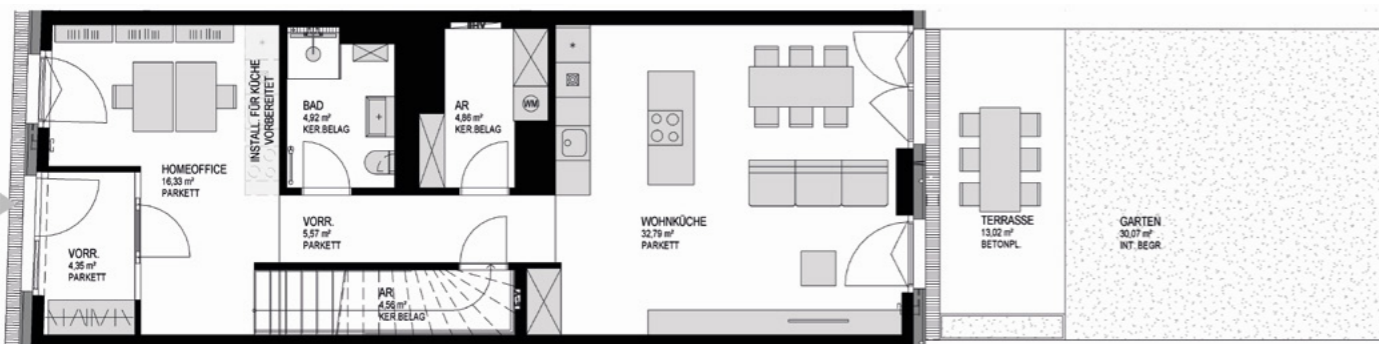 INSTALL. FÜR KÜCHE
VORBEREITET
HOMEOFFICE
16,33 m²
PARKETT
VORR.
4,35 m²
PARKETT
BAD
4,92 m²
KER.BELAG
AR
4,86 m²
KER.BELAG
WM
VORR.
5,57 m²
PARKETT
AR
4,56 m²
KER.BELAG
WOHNKÜCHE
32,79 m²
PARKETT
TERRASSE
13,02 m²
BETONPL.
GARTEN
30,07 m²
INT. BEGR.